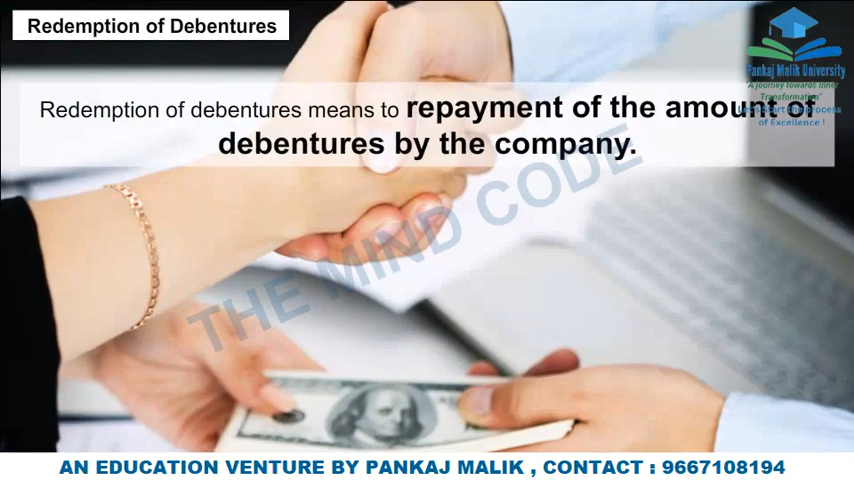 Redemption of Debentures
Pankaj Malik University
"A journey towards Inner
Transformation"
Redemption of debentures means to repayment of the amount of
debentures by the company.
of Excellence !
THE MIND CODE
AN EDUCATION VENTURE BY PANKAJ MALIK , CONTACT : 9667108194